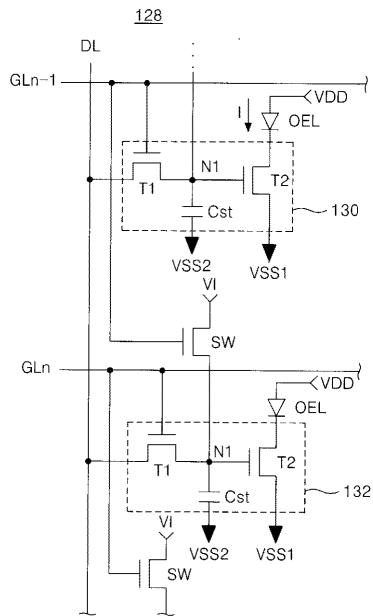 128
DL
GLn-1
VDD
I
OEL
N1
T1
T2
Cst
130
VSS2
VSS1
VI
SW
GLn
VDD
OEL
N1
T1
T2
Cst
132
VI
VSS2
VSS1
SW